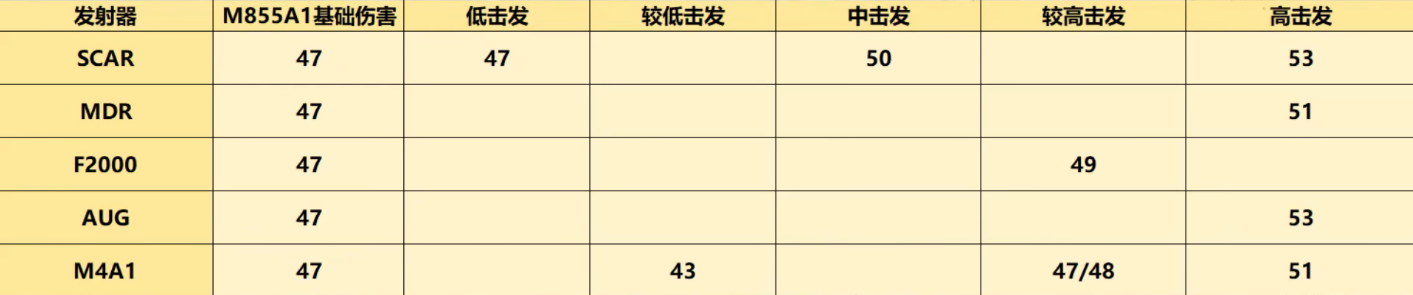 发射器 M855A1基础伤害 低击发 较低击发 中击发 较高击发 高击发
SCAR 47 47 50 53
MDR 47 51
F2000 47 49
AUG 47 53
M4A1 47 43 47/48 51